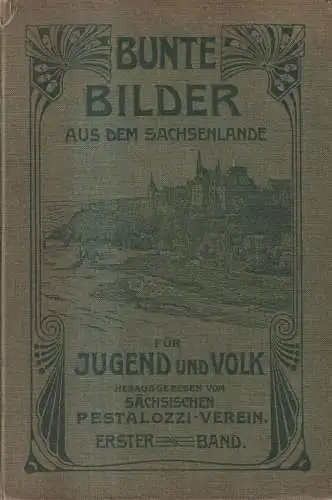 BUNTE
BILDER
AUS DEM SACHSENLANDE
FÜR
JUGEND UND VOLK
HERAUSGEGEBEN VOM
SÄCHSISCHEN
PESTALOZZI-VEREIN.
ERSTER BAND.